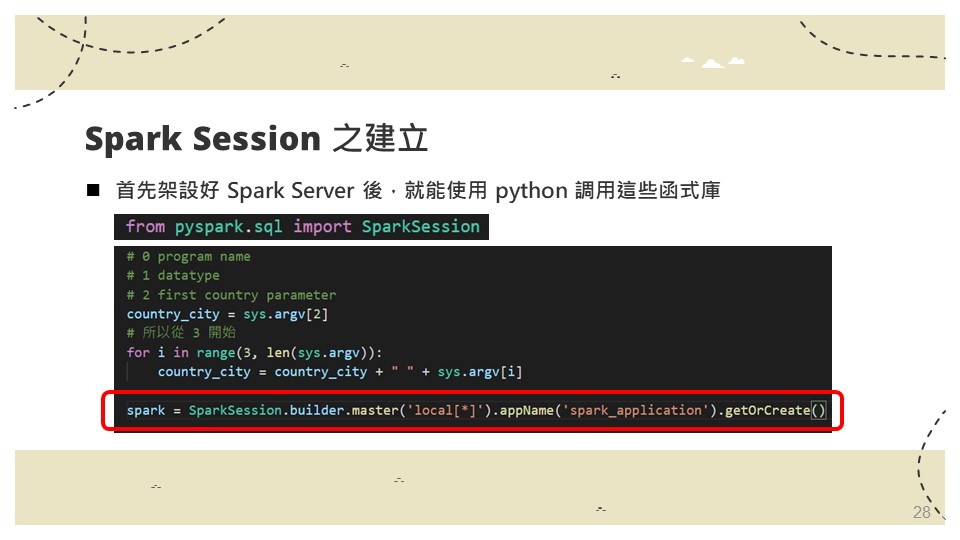 Spark Session 之建立
■ 首先架設好 Spark Server 後，就能使用 python 調用這些函式庫
from pyspark.sql import SparkSession
# 0 program name
# 1 datatype
# 2 first country parameter
country_city = sys.argv[2]
# 所以從 3 開始
for i in range(3, len(sys.argv)):
    country_city = country_city + " " + sys.argv[i]
spark = SparkSession.builder.master('local[*]').appName('spark_application').getOrCreate()
28